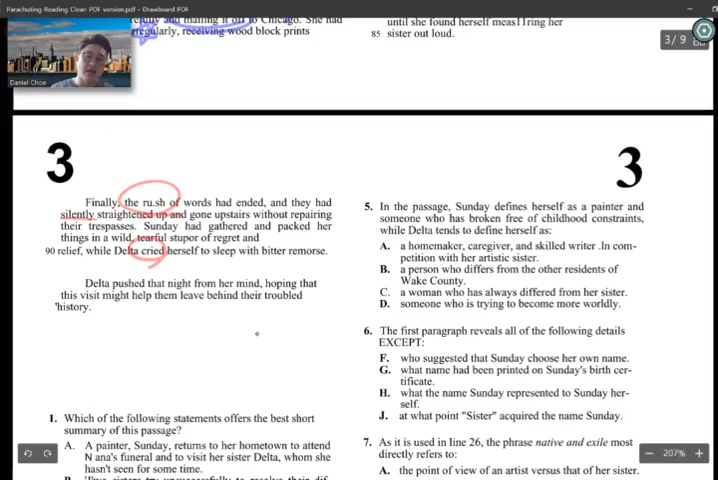 Parachuting Reading Clean PDF version.pdf - Drawboard PDF
refully and mailing it off to Chicago. She had
irregularly, receiving wood block prints
until she found herself meas1I1ring her
85 sister out loud.
3 / 9
Daniel Choe
3
3
Finally, the ru.sh of words had ended, and they had
silently straightened up and gone upstairs without repairing
their trespasses. Sunday had gathered and packed her
things in a wild, tearful stupor of regret and
90 relief, while Delta cried herself to sleep with bitter remorse.
Delta pushed that night from her mind, hoping that
this visit might help them leave behind their troubled
'history.
1. Which of the following statements offers the best short
summary of this passage?
A. A painter, Sunday, returns to her hometown to attend
N ana's funeral and to visit her sister Delta, whom she
hasn't seen for some time.
5. In the passage, Sunday defines herself as a painter and
someone who has broken free of childhood constraints,
while Delta tends to define herself as:
A. a homemaker, caregiver, and skilled writer .In com-
petition with her artistic sister.
B. a person who differs from the other residents of
Wake County.
C. a woman who has always differed from her sister.
D. someone who is trying to become more worldly.
6. The first paragraph reveals all of the following details
EXCEPT:
F. who suggested that Sunday choose her own name.
G. what name had been printed on Sunday's birth cer-
tificate.
H. what the name Sunday represented to Sunday her-
self.
J. at what point "Sister" acquired the name Sunday.
7. As it is used in line 26, the phrase native and exile most
directly refers to:
A. the point of view of an artist versus that of her sister.
207%